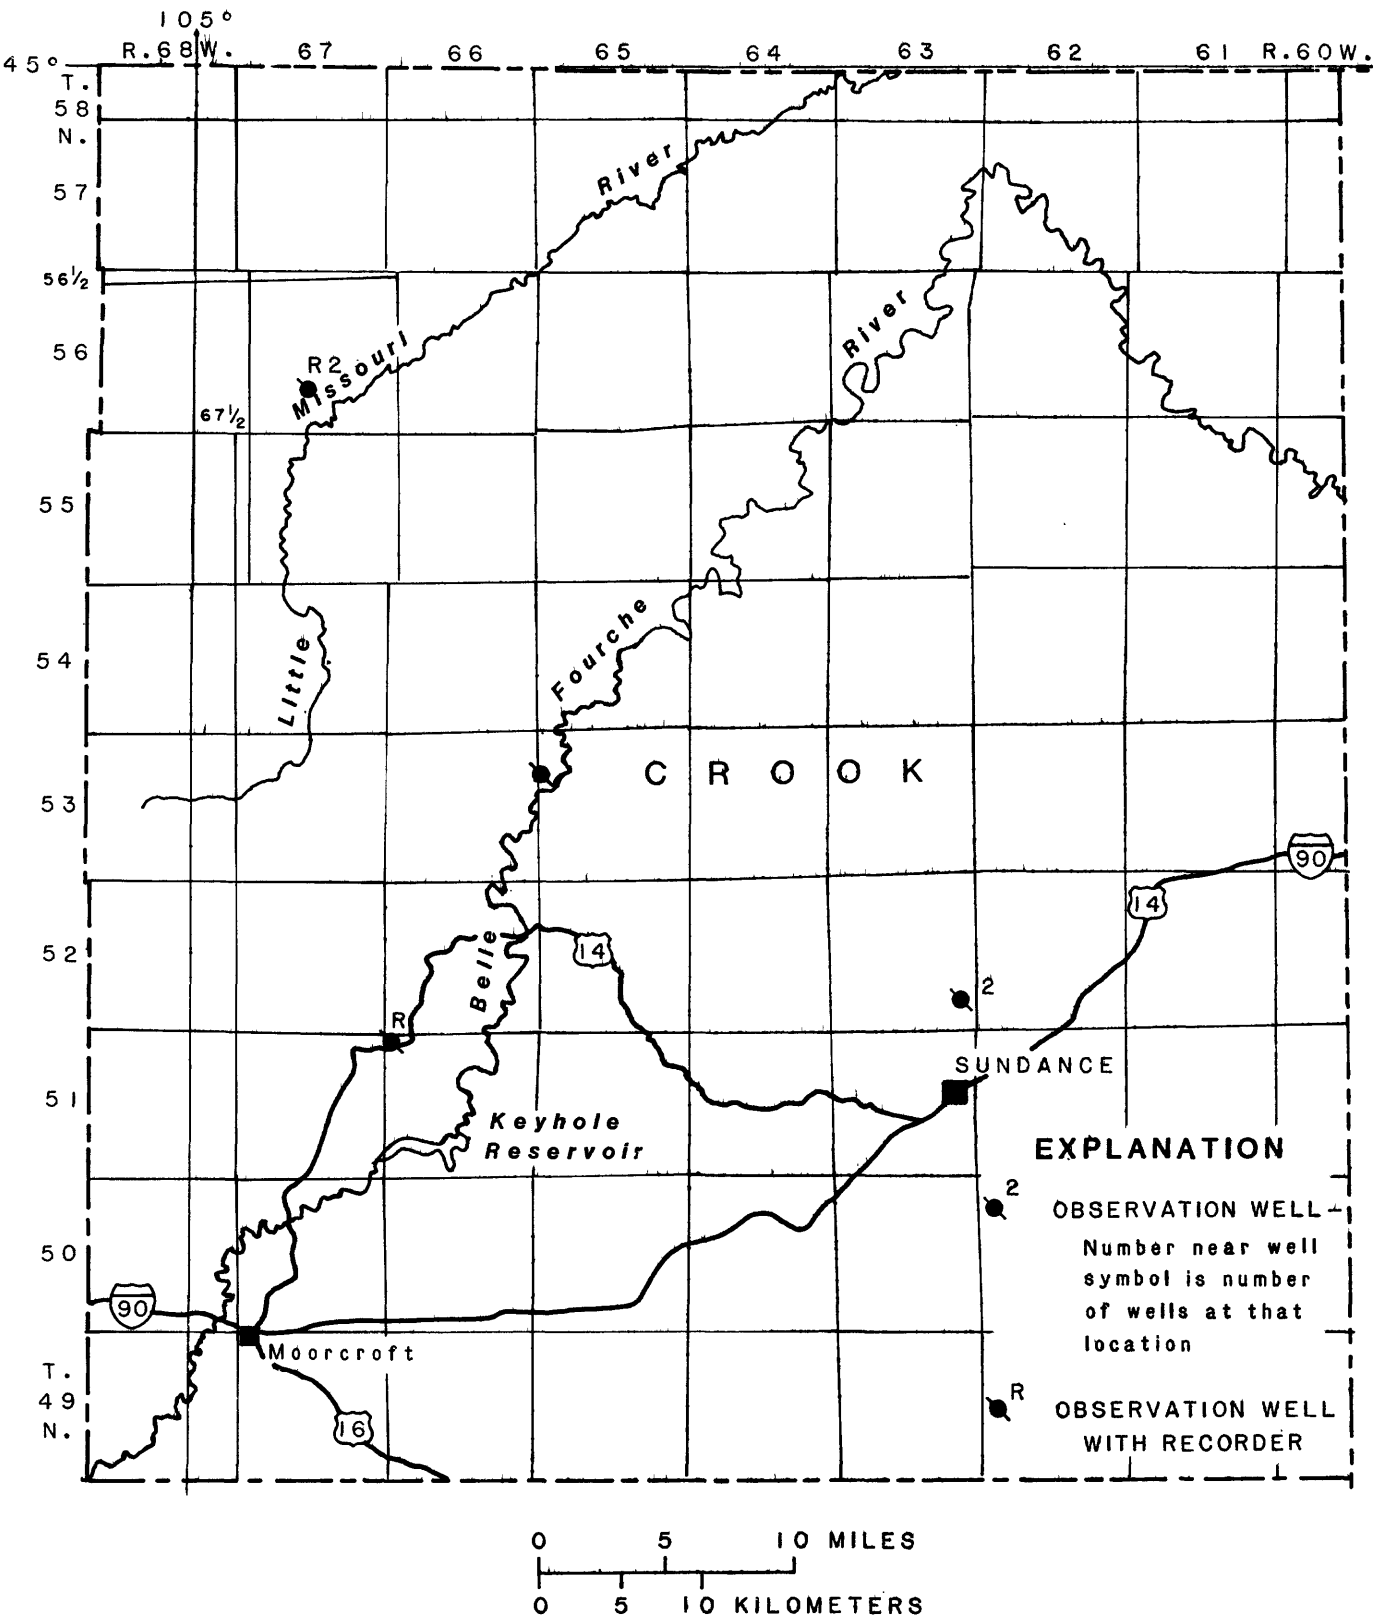 105°
R.68W. 67 66 65 64 63 62 61 R.60W.
45°
T.
58
N.
57
56½
56
67½
55
54
53
52
51
50
T.
49
N.
Little Missouri River
R2
Belle Fourche River
CROOK
90
14
14
2
R
SUNDANCE
Keyhole
Reservoir
90
Moorcroft
16
EXPLANATION
2
OBSERVATION WELL-
Number near well
symbol is number
of wells at that
location
R
OBSERVATION WELL
WITH RECORDER
0 5 10 MILES
0 5 10 KILOMETERS